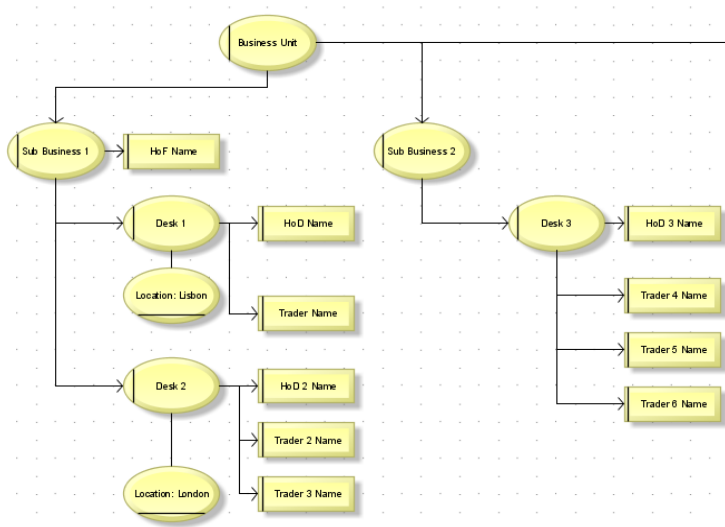 Business Unit
Sub Business 1
HoF Name
Sub Business 2
Desk 1
HoD Name
Desk 3
HoD 3 Name
Location: Lisbon
Trader Name
Trader 4 Name
Trader 5 Name
Desk 2
HoD 2 Name
Trader 6 Name
Trader 2 Name
Location: London
Trader 3 Name